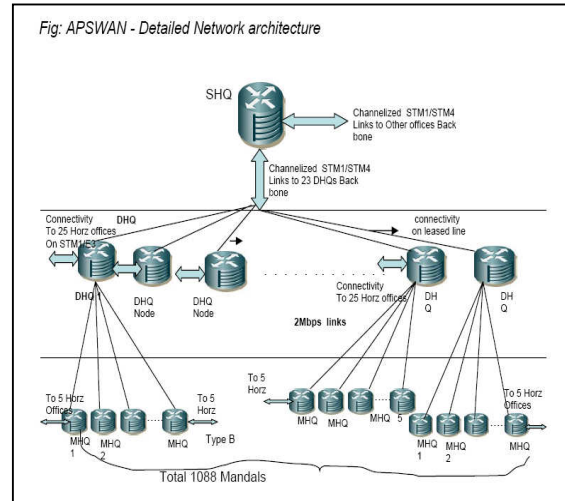 Fig: APSWAN - Detailed Network architecture
SHQ
Channelized STM1/STM4
Links to Other offices Back
bone
Channelized STM1/STM4
Links to 23 DHQs Back
bone
Connectivity
To 25 Horz offices
On STM1/E3
DHQ
connectivity
on leased line
DHQ 1
DHQ
Node
DHQ
Node
Connectivity
To 25 Horz offices
DH
Q
DH
Q
2Mbps links
To 5 Horz
Offices
To 5
Horz
To 5
Horz
To 5 Horz
Offices
MHQ
1
MHQ
2
MHQ
Type B
MHQ
MHQ
MHQ
5
MHQ
1
MHQ
2
MHQ
Total 1088 Mandals